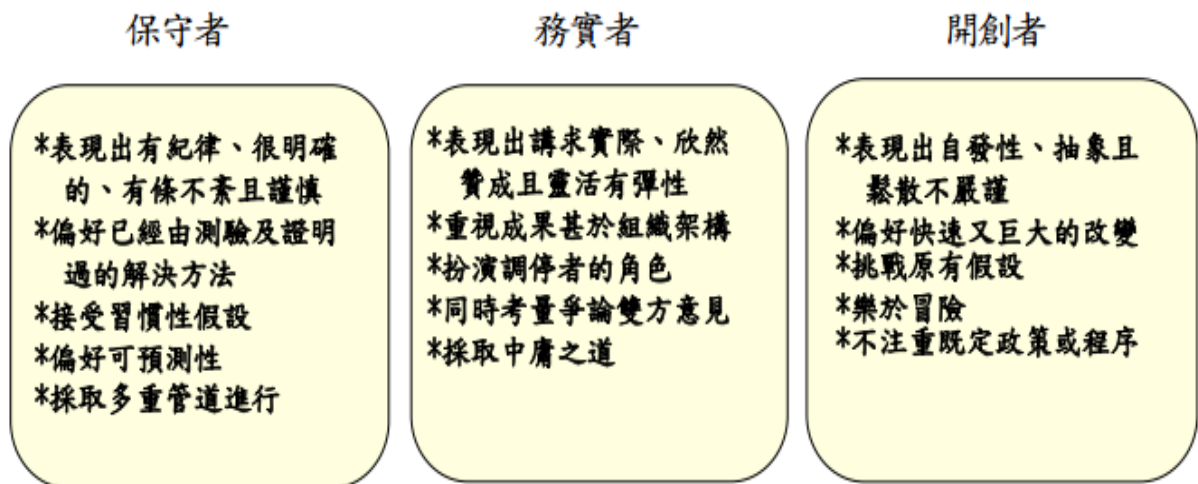 保守者
務實者
開創者
*表現出有紀律、很明確
的、有條不紊且謹慎
*偏好已經由測驗及證明
過的解決方法
*接受習慣性假設
*偏好可預測性
*採取多重管道進行
*表現出講求實際、欣然
贊成且靈活有彈性
*重視成果甚於組織架構
*扮演調停者的角色
*同時考量爭論雙方意見
*採取中庸之道
*表現出自發性、抽象且
鬆散不嚴謹
*偏好快速又巨大的改變
*挑戰原有假設
*樂於冒險
*不注重既定政策或程序